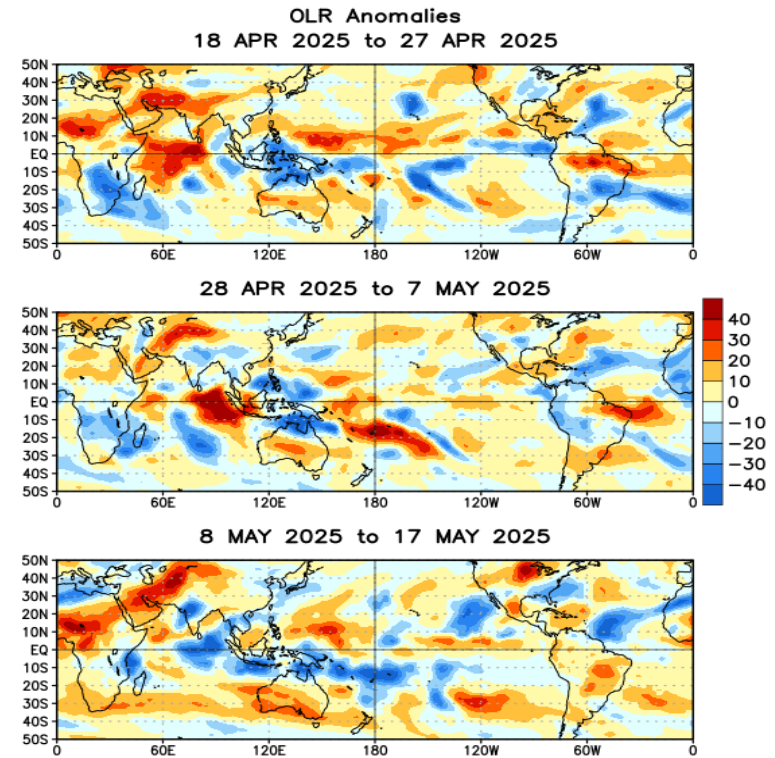 OLR Anomalies
18 APR 2025 to 27 APR 2025
50N
40N
30N
20N
10N
EQ
10S
20S
30S
40S
50S
0 60E 120E 180 120W 60W 0
28 APR 2025 to 7 MAY 2025
50N
40N
30N
20N
10N
EQ
10S
20S
30S
40S
50S
0 60E 120E 180 120W 60W 0
40
30
20
10
0
-10
-20
-30
-40
8 MAY 2025 to 17 MAY 2025
50N
40N
30N
20N
10N
EQ
10S
20S
30S
40S
50S
0 60E 120E 180 120W 60W 0